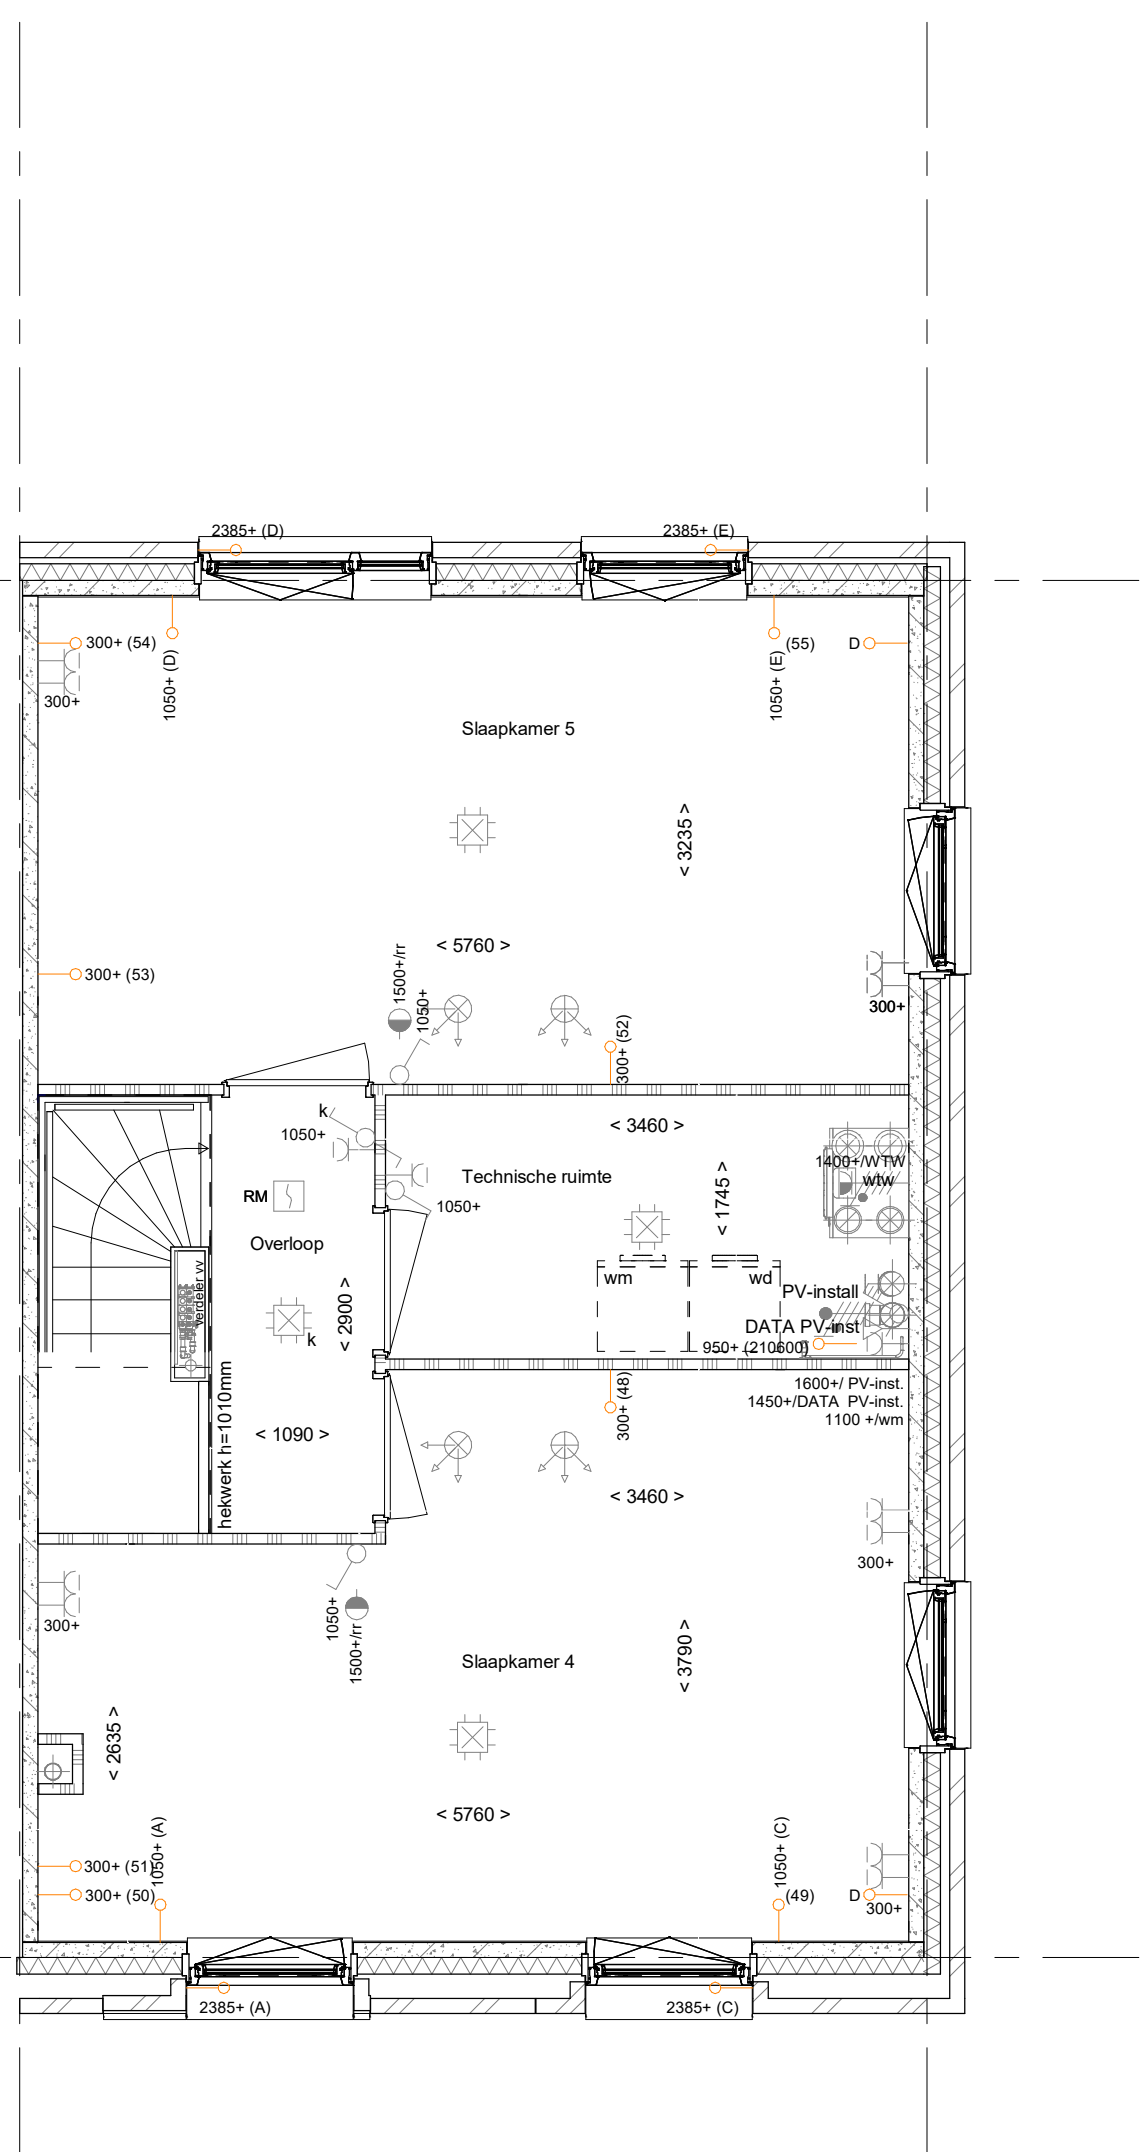 2385+ (D)
2385+ (E)
300+ (54)
1050+ (D)
300+
1050+ (E)
(55)
D
Slaapkamer 5
< 3235 >
< 5760 >
300+ (53)
1500+/rr
1050+
300+ (52)
300+
k
1050+
< 3460 >
Technische ruimte
1400+/WTW
wtw
RM
1050+
< 1745 >
Overloop
verdeler vv
k
< 2900 >
wm
wd
PV-install
DATA PV-inst
950+ (210600)
hekwerk h=1010mm
< 1090 >
300+ (48)
1600+/ PV-inst.
1450+/DATA PV-inst.
1100 +/wm
< 3460 >
300+
300+
1050+
1500+/rr
Slaapkamer 4
< 3790 >
< 2635 >
< 5760 >
1050+ (A)
300+ (51)
300+ (50)
1050+ (C)
(49)
D
300+
2385+ (A)
2385+ (C)